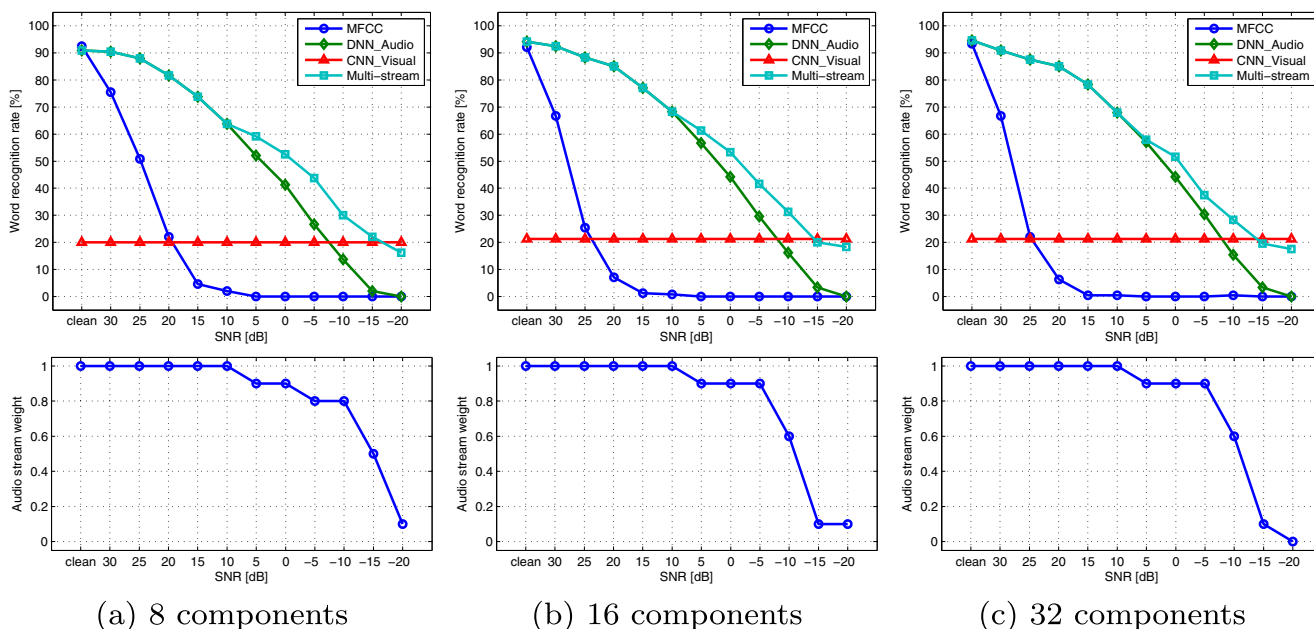 100
90
80
70
60
50
40
30
20
10
0
Word recognition rate [%]
MFCC
DNN_Audio
CNN_Visual
Multi-stream
clean 30 25 20 15 10 5 0 −5 −10 −15 −20
SNR [dB]
100
90
80
70
60
50
40
30
20
10
0
Word recognition rate [%]
MFCC
DNN_Audio
CNN_Visual
Multi-stream
clean 30 25 20 15 10 5 0 −5 −10 −15 −20
SNR [dB]
100
90
80
70
60
50
40
30
20
10
0
Word recognition rate [%]
MFCC
DNN_Audio
CNN_Visual
Multi-stream
clean 30 25 20 15 10 5 0 −5 −10 −15 −20
SNR [dB]
1
0.8
0.6
0.4
0.2
0
Audio stream weight
clean 30 25 20 15 10 5 0 −5 −10 −15 −20
SNR [dB]
1
0.8
0.6
0.4
0.2
0
Audio stream weight
clean 30 25 20 15 10 5 0 −5 −10 −15 −20
SNR [dB]
1
0.8
0.6
0.4
0.2
0
Audio stream weight
clean 30 25 20 15 10 5 0 −5 −10 −15 −20
SNR [dB]
(a) 8 components
(b) 16 components
(c) 32 components